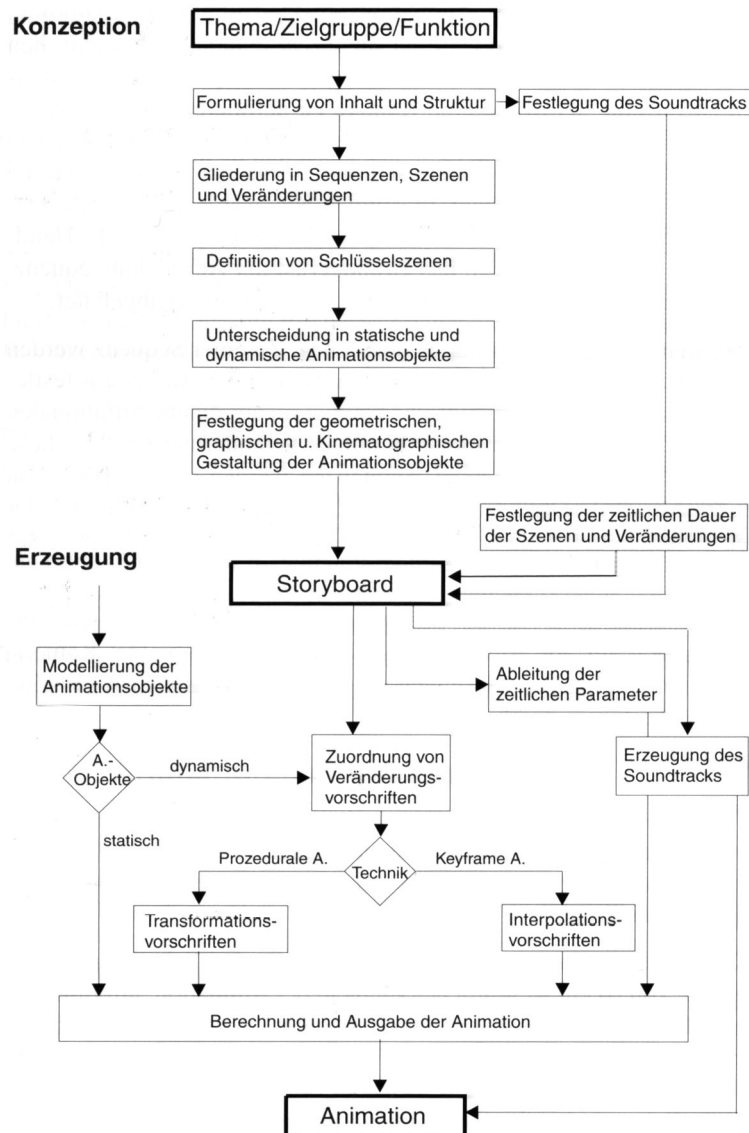 Konzeption
Thema/Zielgruppe/Funktion
Formulierung von Inhalt und Struktur
Festlegung des Soundtracks
Gliederung in Sequenzen, Szenen
und Veränderungen
Definition von Schlüsselszenen
Unterscheidung in statische und
dynamische Animationsobjekte
Festlegung der geometrischen,
graphischen u. Kinematographischen
Gestaltung der Animationsobjekte
Festlegung der zeitlichen Dauer
der Szenen und Veränderungen
Erzeugung
Storyboard
Modellierung der
Animationsobjekte
Ableitung der
zeitlichen Parameter
A.-
Objekte
dynamisch
Zuordnung von
Veränderungs-
vorschriften
Erzeugung des
Soundtracks
statisch
Prozedurale A.
Technik
Keyframe A.
Transformations-
vorschriften
Interpolations-
vorschriften
Berechnung und Ausgabe der Animation
Animation